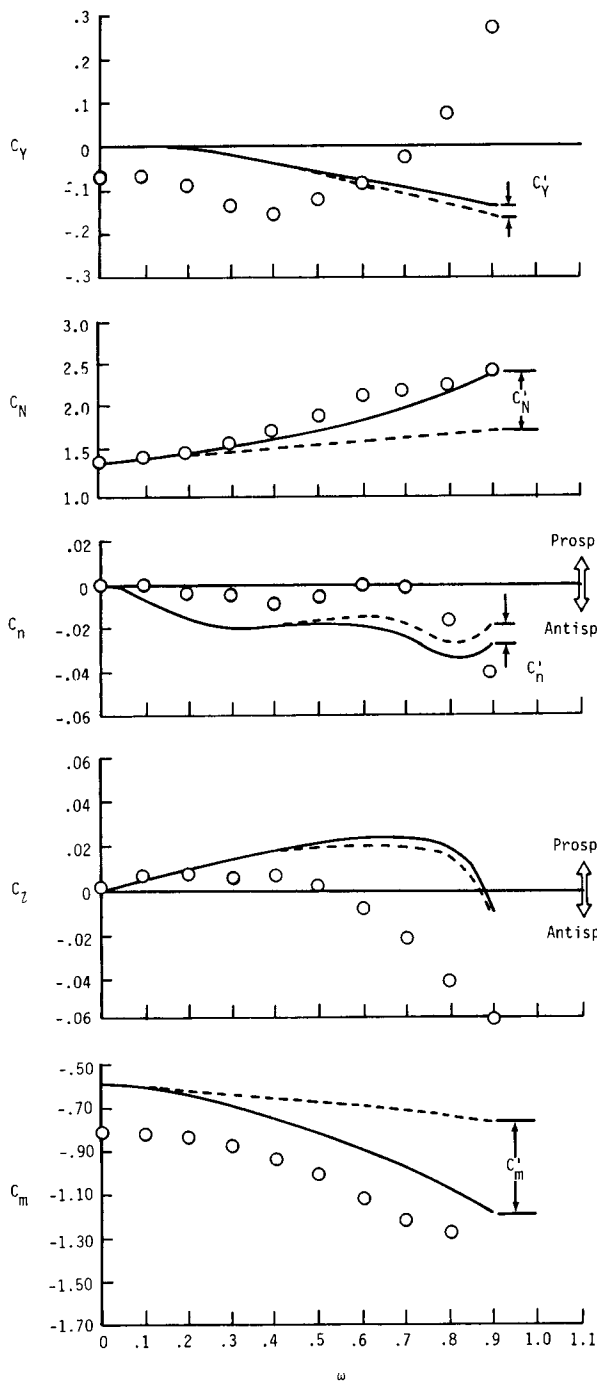 .3
.2
.1
C_Y
0
-.1
C'_Y
-.2
-.3
3.0
2.5
C_N
2.0
C'_N
1.5
1.0
.02
Prosp
0
C_n
-.02
Antisp
-.04
C'_n
-.06
.06
.04
.02
Prosp
C_Z
0
-.02
Antisp
-.04
-.06
-.50
-.70
-.90
C'_m
C_m
-1.10
-1.30
-1.50
-1.70
0 .1 .2 .3 .4 .5 .6 .7 .8 .9 1.0 1.1
ω